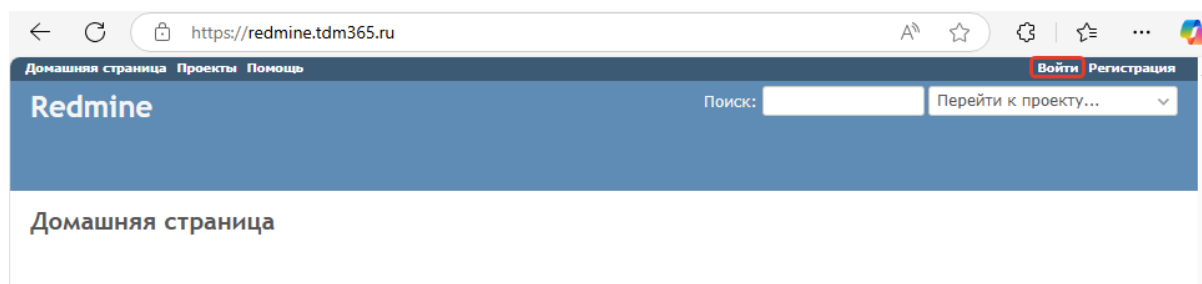 https://redmine.tdm365.ru
Домашняя страница Проекты Помощь Войти Регистрация
Redmine Поиск: Перейти к проекту...
Домашняя страница